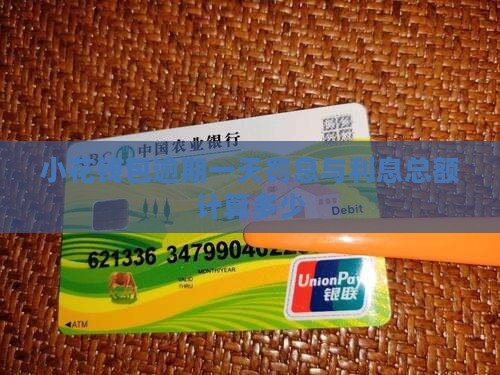 中国农业银行
小花钱包逾期一天罚息与利息总额
计算多少
Debit
621336 34799040
MONTH/YEAR
VALID
THRU
UnionPay
银联
◀ATM